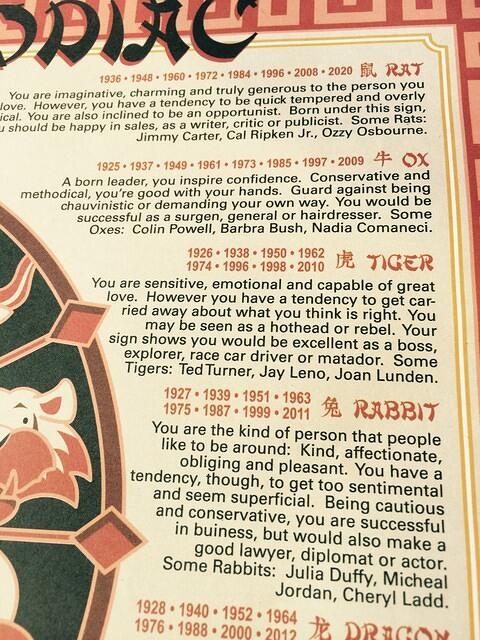 ODIAC
1936 • 1948 • 1960 • 1972 • 1984 • 1996 • 2008 • 2020 鼠 RAT
You are imaginative, charming and truly generous to the person you
love. However, you have a tendency to be quick tempered and overly
ical. You are also inclined to be an opportunist. Born under this sign,
u should be happy in sales, as a writer, critic or publicist. Some Rats:
Jimmy Carter, Cal Ripken Jr., Ozzy Osbourne.
1925 • 1937 • 1949 • 1961 • 1973 • 1985 • 1997 • 2009 牛 OX
A born leader, you inspire confidence. Conservative and
methodical, you're good with your hands. Guard against being
chauvinistic or demanding your own way. You would be
successful as a surgen, general or hairdresser. Some
Oxes: Colin Powell, Barbra Bush, Nadia Comaneci.
1926 • 1938 • 1950 • 1962
1974 • 1996 • 1998 • 2010 虎 TIGER
You are sensitive, emotional and capable of great
love. However you have a tendency to get car-
ried away about what you think is right. You
may be seen as a hothead or rebel. Your
sign shows you would be excellent as a boss,
explorer, race car driver or matador. Some
Tigers: Ted Turner, Jay Leno, Joan Lunden.
1927 • 1939 • 1951 • 1963
1975 • 1987 • 1999 • 2011 兔 RABBIT
You are the kind of person that people
like to be around: Kind, affectionate,
obliging and pleasant. You have a
tendency, though, to get too sentimental
and seem superficial. Being cautious
and conservative, you are successful
in buiness, but would also make a
good lawyer, diplomat or actor.
Some Rabbits: Julia Duffy, Micheal
Jordan, Cheryl Ladd.
1928 • 1940 • 1952 • 1964
1976 • 1988 • 2000 • 2012 龙 DRAGON